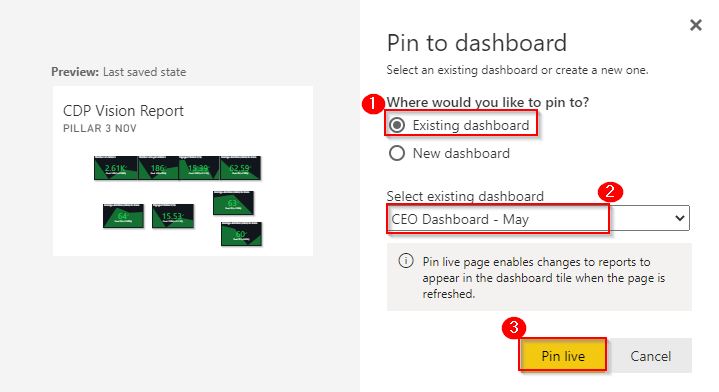 Pin to dashboard
Select an existing dashboard or create a new one.
Preview: Last saved state
CDP Vision Report
PILLAR 3 NOV
2.61K
186
15.39
62.59
64
15.53
63
60
1
Where would you like to pin to?
Existing dashboard
New dashboard
Select existing dashboard
2
CEO Dashboard - May
Pin live page enables changes to reports to
appear in the dashboard tile when the page is
refreshed.
3
Pin live
Cancel